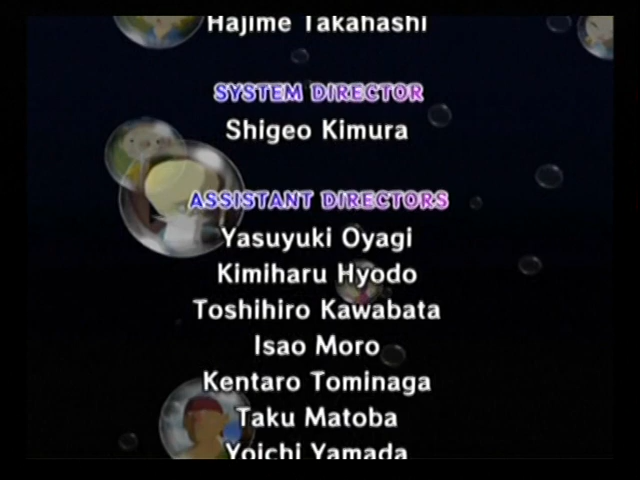 Hajime Takahashi
SYSTEM DIRECTOR
Shigeo Kimura
ASSISTANT DIRECTORS
Yasuyuki Oyagi
Kimiharu Hyodo
Toshihiro Kawabata
Isao Moro
Kentaro Tominaga
Taku Matoba
Yoichi Yamada